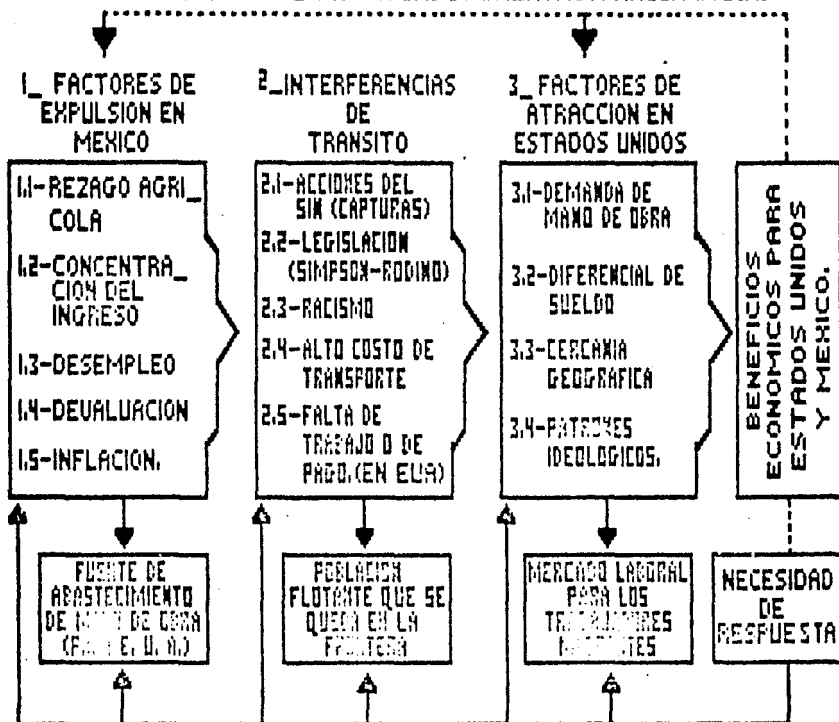 1_ FACTORES DE
EXPULSION EN
MEXICO
1.1-REZAGO AGRI_
COLA
1.2-CONCENTRA_
CION DEL
INGRESO
1.3-DESEMPLEO
1.4-DEVALUACION
1.5-INFLACION.
FUENTE DE
ABASTECIMIENTO
DE MANO DE OBRA
2_INTERFERENCIAS
DE
TRANSITO
2.1-ACCIONES DEL
SIN (CAPTURAS)
2.2-LEGISLACION
(SIMPSON-RODINO)
2.3-RACISMO
2.4-ALTO COSTO DE
TRANSPORTE
2.5-FALTA DE
TRABAJO O DE
PAGO.(EN EUA)
POBLACION
FLOTANTE QUE SE
QUEDA EN LA
FRONTERA
3_ FACTORES DE
ATRACCION EN
ESTADOS UNIDOS
3.1-DEMANDA DE
MANO DE OBRA
3.2-DIFERENCIAL DE
SUELDO
3.3-CERCANIA
GEOGRAFICA
3.4-PATRONES
IDEOLOGICOS.
MERCADO LABORAL
PARA LOS
TRABAJADORES
MIGRANTES
BENEFICIOS
ECONOMICOS PARA
ESTADOS UNIDOS
Y MEXICO.
NECESIDAD
DE
RESPUESTA